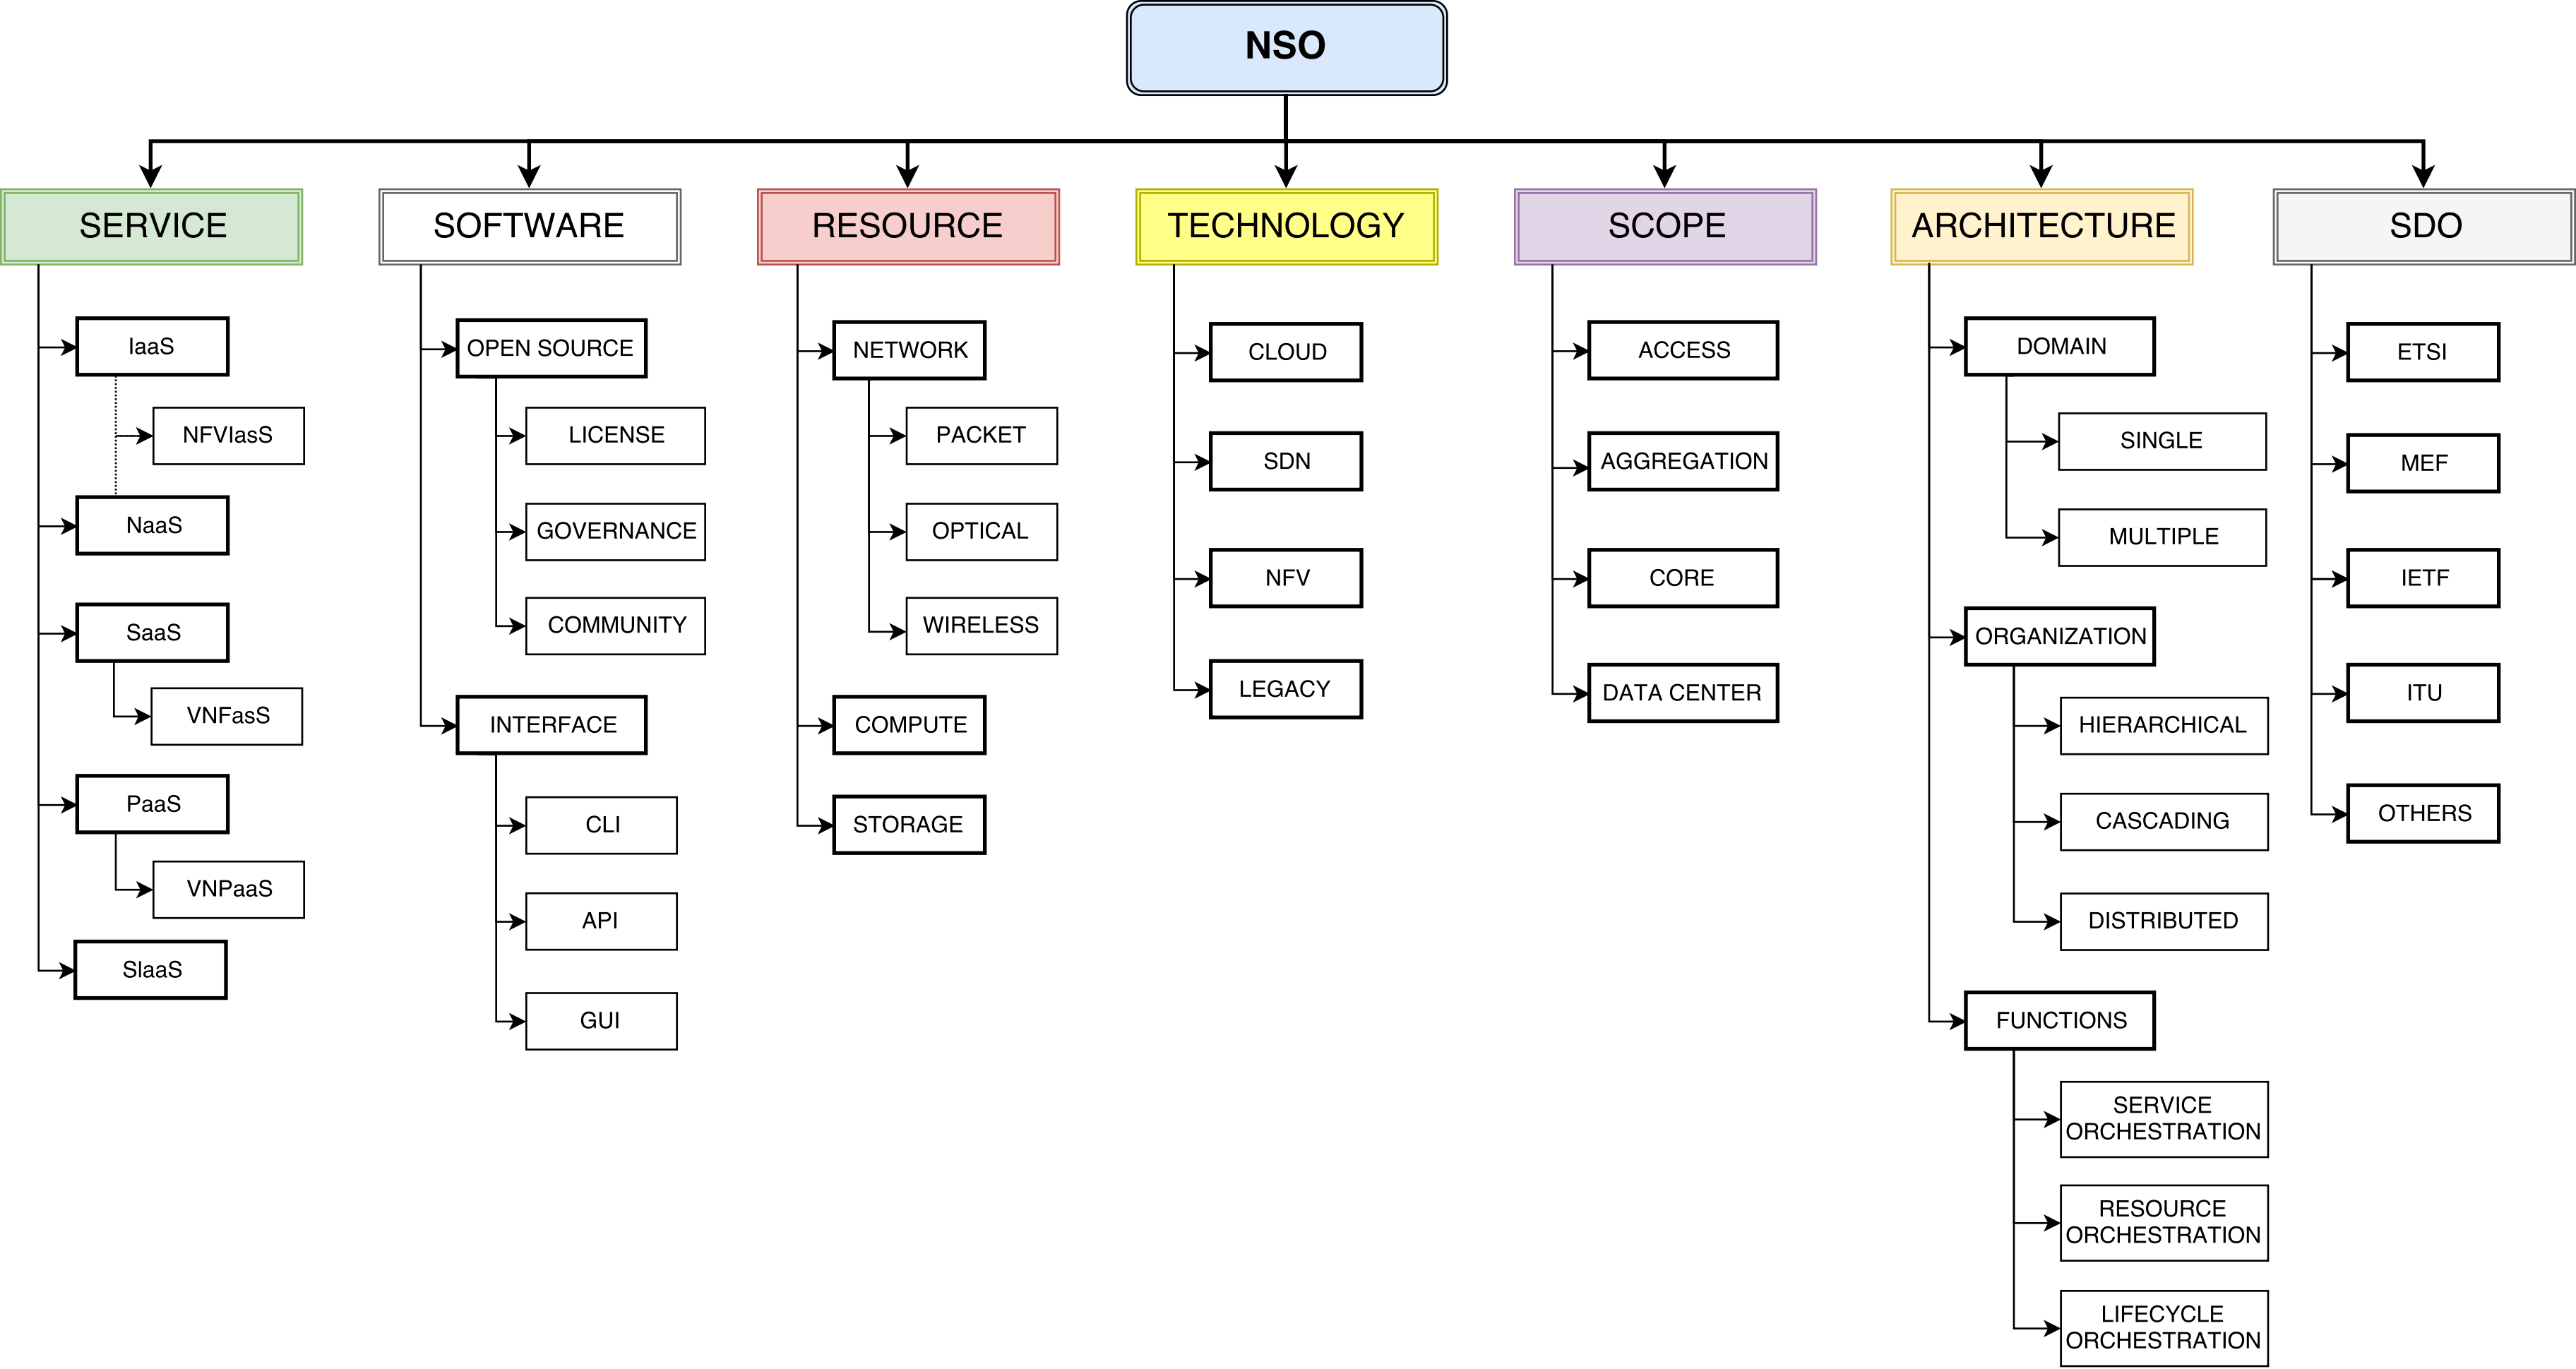 NSO
SERVICE
IaaS
NFVIasS
NaaS
SaaS
VNFasS
PaaS
VNPaaS
SlaaS
SOFTWARE
OPEN SOURCE
LICENSE
GOVERNANCE
COMMUNITY
INTERFACE
CLI
API
GUI
RESOURCE
NETWORK
PACKET
OPTICAL
WIRELESS
COMPUTE
STORAGE
TECHNOLOGY
CLOUD
SDN
NFV
LEGACY
SCOPE
ACCESS
AGGREGATION
CORE
DATA CENTER
ARCHITECTURE
DOMAIN
SINGLE
MULTIPLE
ORGANIZATION
HIERARCHICAL
CASCADING
DISTRIBUTED
FUNCTIONS
SERVICE
ORCHESTRATION
RESOURCE
ORCHESTRATION
LIFECYCLE
ORCHESTRATION
SDO
ETSI
MEF
IETF
ITU
OTHERS